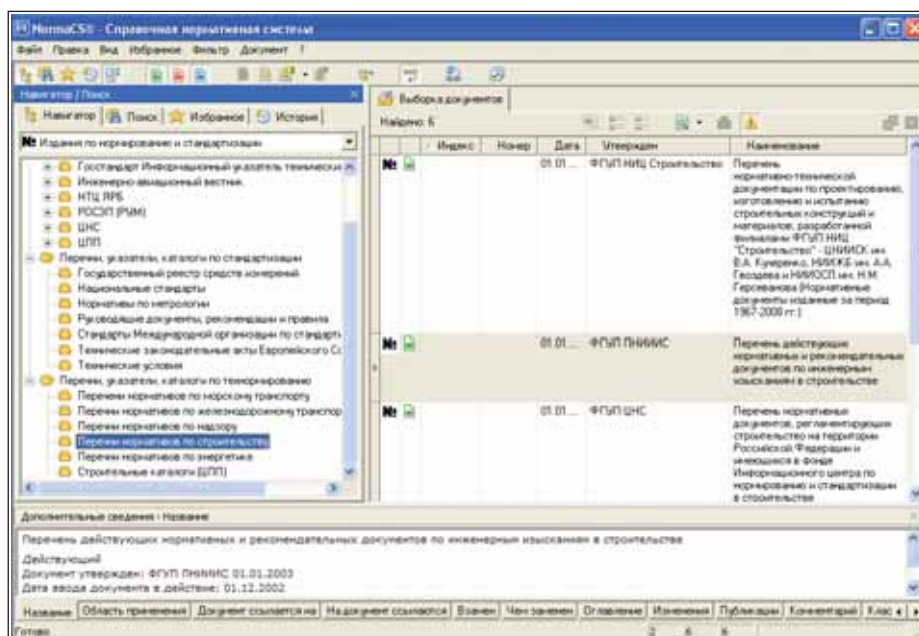 NormaCS® - Справочная нормативная система
Файл Правка Вид Избранное Фильтр Документ ?
Навигатор / Поиск
Навигатор Поиск Избранное История
Издания по нормированию и стандартизации
Госстандарт Информационный указатель технически
Инженерно-авиационный вестник.
НТЦ ЯРБ
РОСЭП (РУМ)
ЦНС
ЦПП
Перечни, указатели, каталоги по стандартизации
Государственный реестр средств измерений
Национальные стандарты
Нормативы по метрологии
Руководящие документы, рекомендации и правила
Стандарты Международной организации по стандарти
Технические законодательные акты Европейского Со
Технические условия
Перечни, указатели, каталоги по технормированию
Перечни нормативов по морскому транспорту
Перечни нормативов по железнодорожному транспор
Перечни нормативов по надзору
Перечни нормативов по строительству
Перечни нормативов по энергетике
Строительные каталоги (ЦПП)
Выборка документов
Найдено: 6
Индекс Номер Дата Утвержден Наименование
№ 01.01.... ФГУП НИЦ Строительство Перечень
нормативно-технической
документации по проектированию,
изготовлению и испытанию
строительных конструкций и
материалов, разработанной
филиалами ФГУП НИЦ
"Строительство" - ЦНИИСК им.
В.А. Кучеренко, НИИЖБ им. А.А.
Гвоздева и НИИОСП им. Н.М.
Герсеванова (Нормативные
документы изданные за период
1967-2000 гг.)
№ 01.01.... ФГУП ПНИИИС Перечень действующих
нормативных и рекомендательных
документов по инженерным
изысканиям в строительстве
№ 01.01.... ФГУП ЦНС Перечень нормативных
документов, регламентирующих
строительство на территории
Российской Федерации и
имеющихся в фонде
Информационного центра по
нормированию и стандартизации
в строительстве
Дополнительные сведения - Название
Перечень действующих нормативных и рекомендательных документов по инженерным изысканиям в строительстве
Действующий
Документ утвержден: ФГУП ПНИИИС 01.01.2003
Дата ввода документа в действие: 01.12.2002
Название Область применения Документ ссылается на На документ ссылаются Взамен Чем заменен Оглавление Изменения Публикации Комментарий Клас
Готово 2 6 6